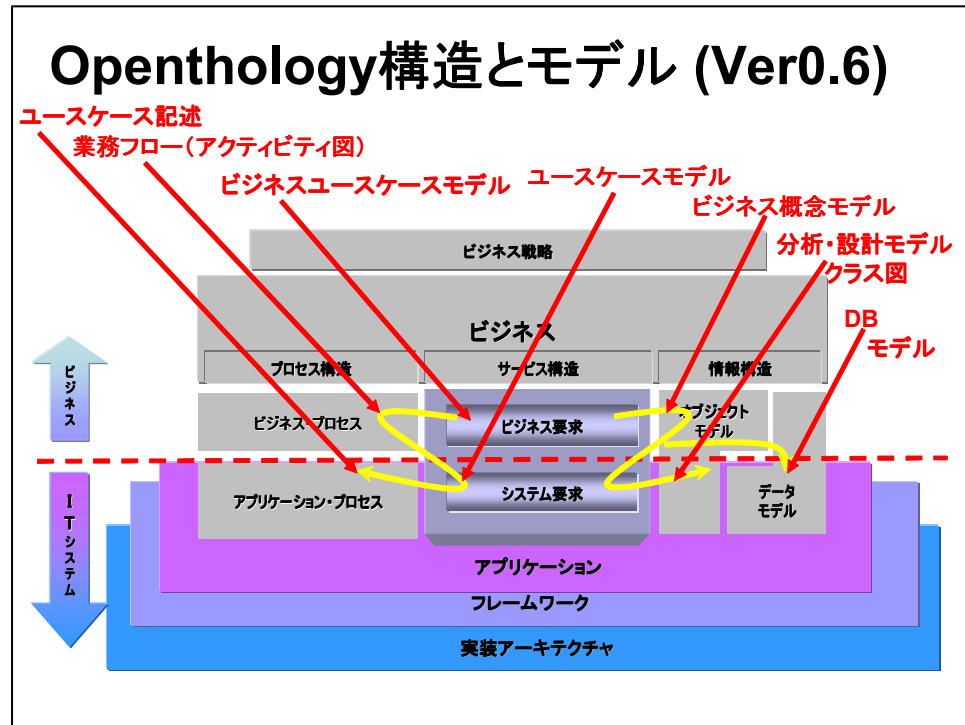 Openthology構造とモデル (Ver0.6)
ユースケース記述
業務フロー(アクティビティ図)
ビジネスユースケースモデル
ユースケースモデル
ビジネス概念モデル
分析・設計モデル
クラス図
DB
モデル
ビジネス戦略
ビジネス
プロセス構造
サービス構造
情報構造
ビジネス
ビジネス・プロセス
ビジネス要求
オブジェクト
モデル
ITシステム
アプリケーション・プロセス
システム要求
データ
モデル
アプリケーション
フレームワーク
実装アーキテクチャ